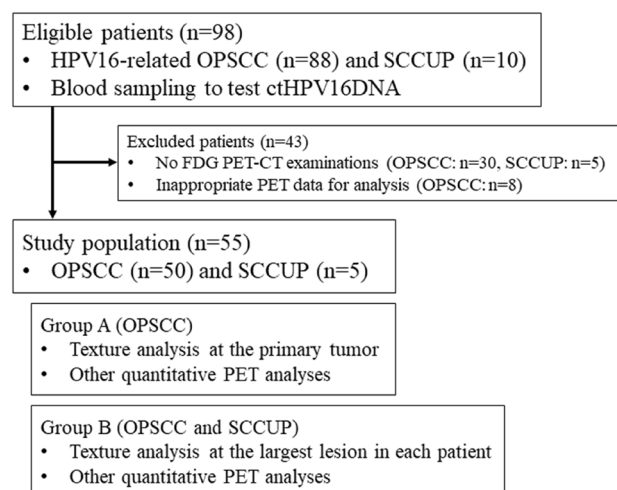 Eligible patients (n=98)
• HPV16-related OPSCC (n=88) and SCCUP (n=10)
• Blood sampling to test ctHPV16DNA
Excluded patients (n=43)
• No FDG PET-CT examinations (OPSCC: n=30, SCCUP: n=5)
• Inappropriate PET data for analysis (OPSCC: n=8)
Study population (n=55)
• OPSCC (n=50) and SCCUP (n=5)
Group A (OPSCC)
• Texture analysis at the primary tumor
• Other quantitative PET analyses
Group B (OPSCC and SCCUP)
• Texture analysis at the largest lesion in each patient
• Other quantitative PET analyses